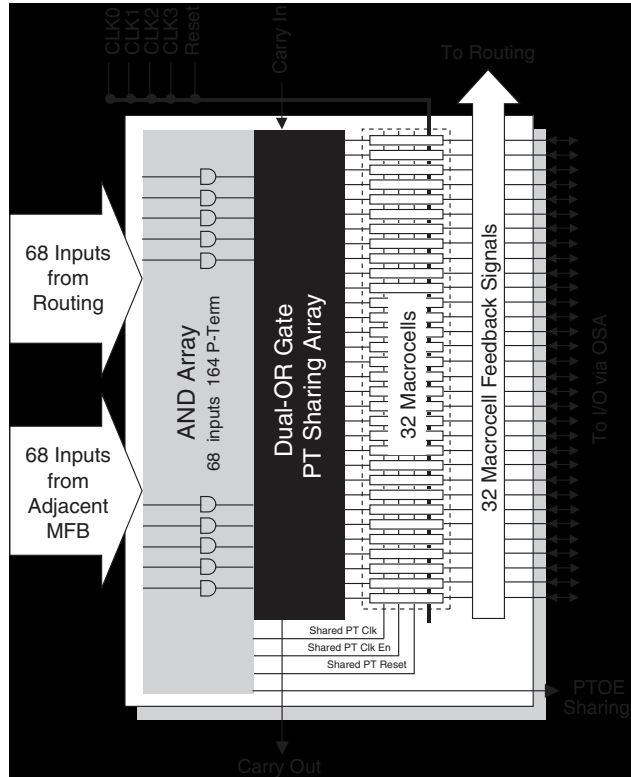 CLK0
CLK1
CLK2
CLK3
Reset
Carry In
To Routing
68 Inputs
from
Routing
68 Inputs
from
Adjacent
MFB
AND Array
68 inputs 164 P-Term
Dual-OR Gate
PT Sharing Array
32 Macrocells
32 Macrocell Feedback Signals
To I/O via OSA
Shared PT Clk
Shared PT Clk En
Shared PT Reset
PTOE
Sharing
Carry Out